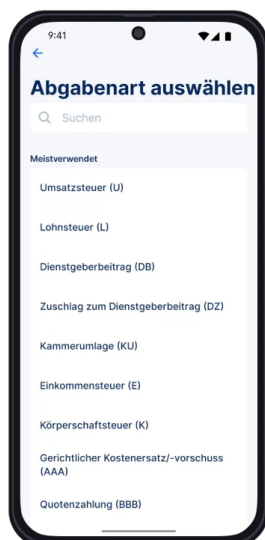 9:41
Abgabenart auswählen
Suchen
Meistverwendet
Umsatzsteuer (U)
Lohnsteuer (L)
Dienstgeberbeitrag (DB)
Zuschlag zum Dienstgeberbeitrag (DZ)
Kammerumlage (KU)
Einkommensteuer (E)
Körperschaftsteuer (K)
Gerichtlicher Kostenersatz/-vorschuss
(AAA)
Quotenzahlung (BBB)